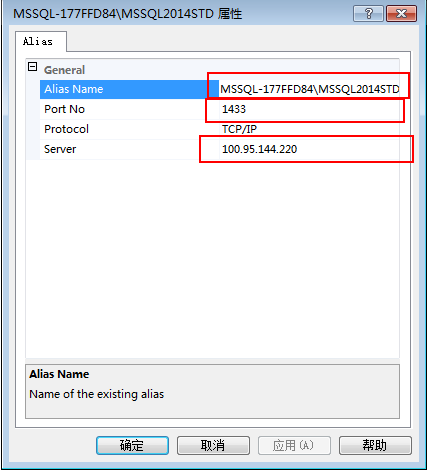 MSSQL-177FFD84\MSSQL2014STD 属性
Alias
General
Alias Name MSSQL-177FFD84\MSSQL2014STD
Port No 1433
Protocol TCP/IP
Server 100.95.144.220
Alias Name
Name of the existing alias
确定 取消 应用(A) 帮助